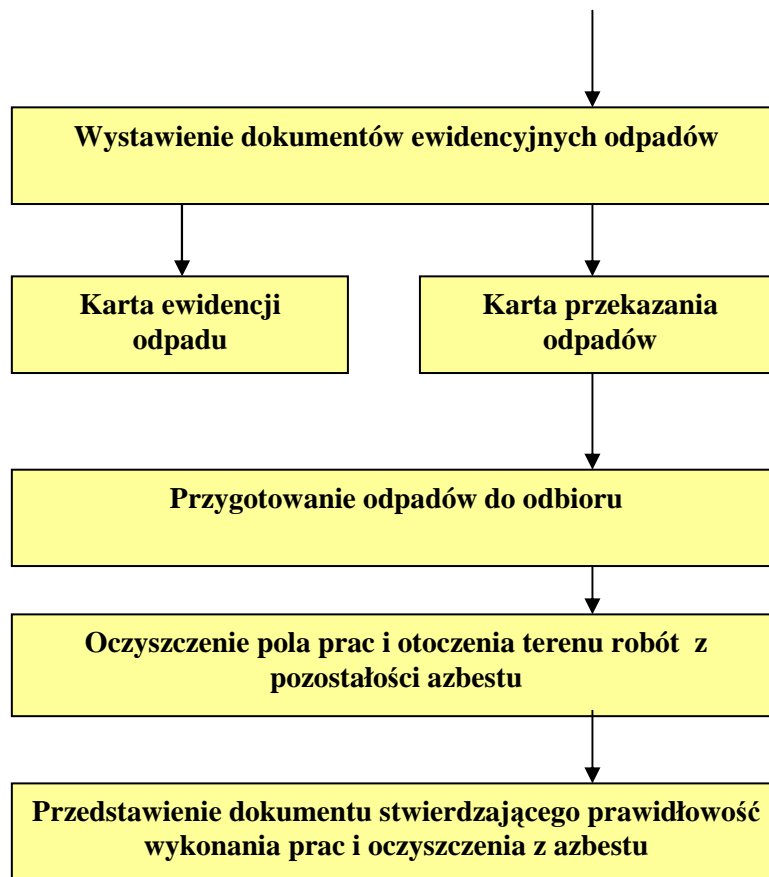 Wystawienie dokumentów ewidencyjnych odpadów
Karta ewidencji
odpadu
Karta przekazania
odpadów
Przygotowanie odpadów do odbioru
Oczyszczenie pola prac i otoczenia terenu robót z
pozostałości azbestu
Przedstawienie dokumentu stwierdzającego prawidłowość
wykonania prac i oczyszczenia z azbestu